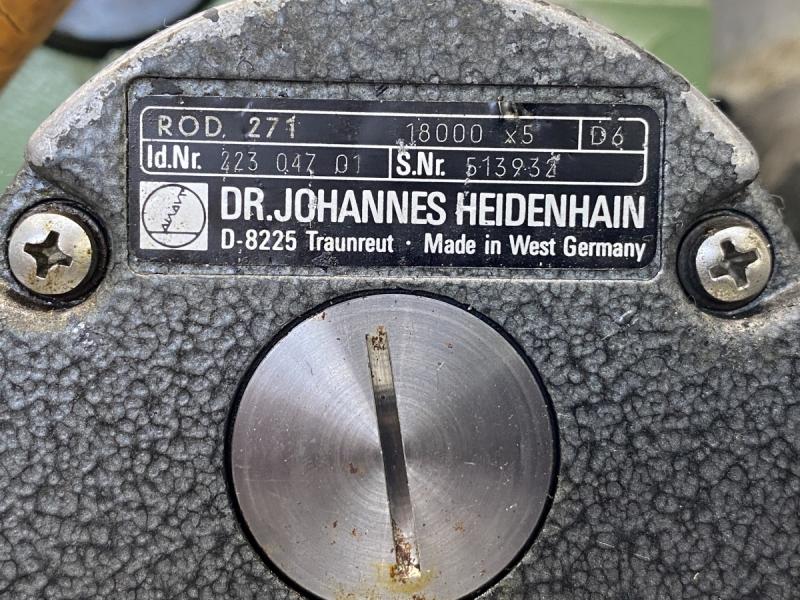 ROD. 271 18000 x5 D6
Id.Nr. 223 047 01 S.Nr. 513932
DR. JOHANNES HEIDENHAIN
D-8225 Traunreut · Made in West Germany